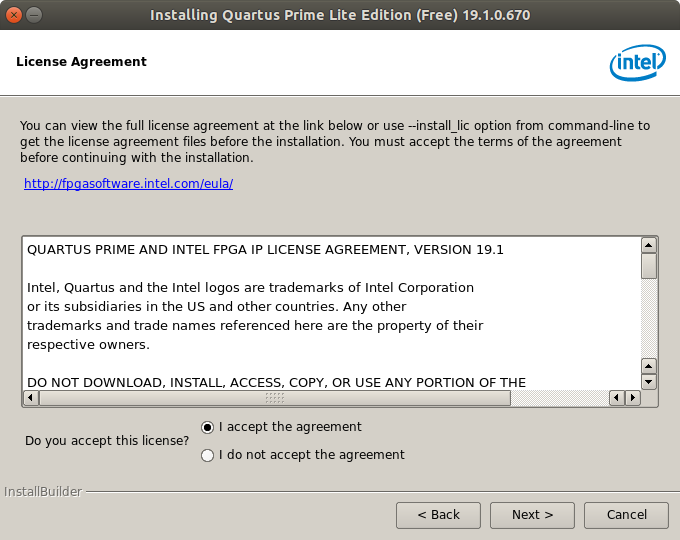 Installing Quartus Prime Lite Edition (Free) 19.1.0.670
License Agreement
intel
You can view the full license agreement at the link below or use --install_lic option from command-line to
get the license agreement files before the installation. You must accept the terms of the agreement
before continuing with the installation.
http://fpgasoftware.intel.com/eula/
QUARTUS PRIME AND INTEL FPGA IP LICENSE AGREEMENT, VERSION 19.1
Intel, Quartus and the Intel logos are trademarks of Intel Corporation
or its subsidiaries in the US and other countries. Any other
trademarks and trade names referenced here are the property of their
respective owners.
DO NOT DOWNLOAD, INSTALL, ACCESS, COPY, OR USE ANY PORTION OF THE
Do you accept this license?
I accept the agreement
I do not accept the agreement
InstallBuilder
< Back
Next >
Cancel